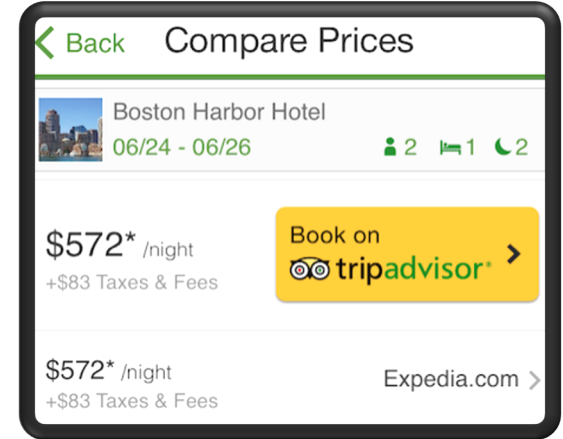 Back Compare Prices
Boston Harbor Hotel
06/24 - 06/26 2 1 2
$572* /night
+$83 Taxes & Fees
Book on
tripadvisor®
$572* /night
+$83 Taxes & Fees
Expedia.com